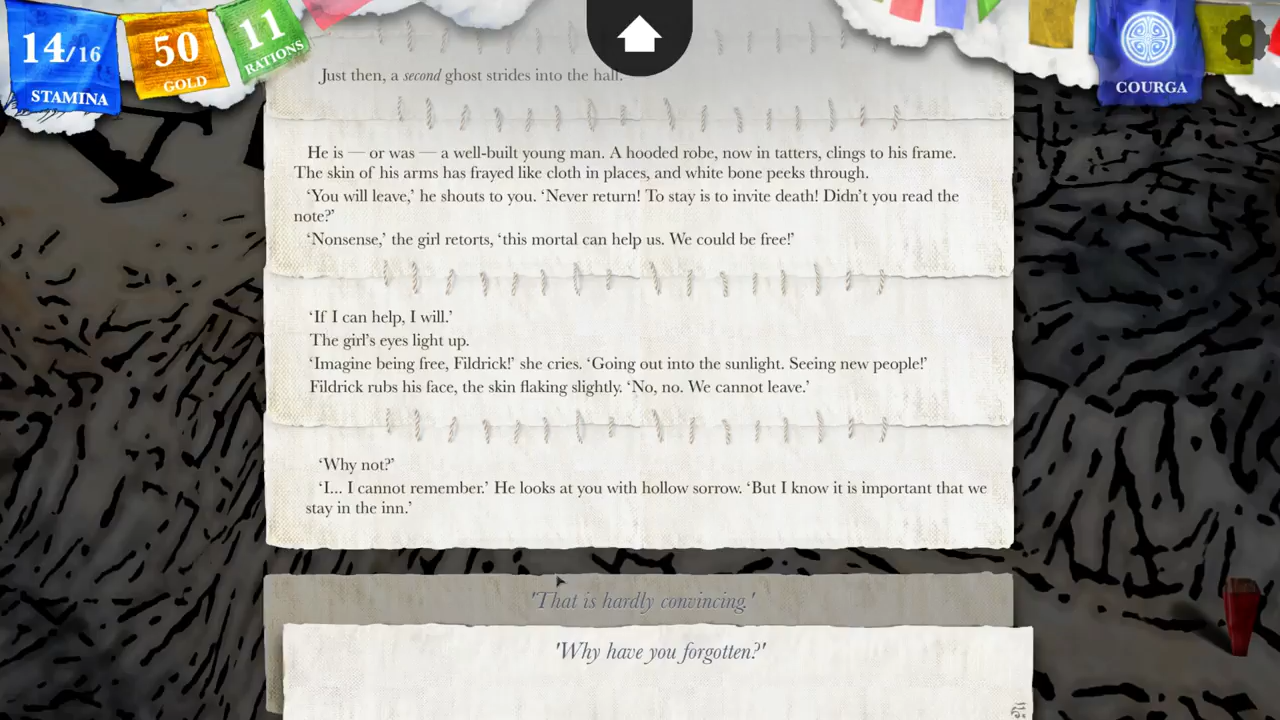 14/16
STAMINA
50
GOLD
11
RATIONS
COURGA
Just then, a second ghost strides into the hall.
He is — or was — a well-built young man. A hooded robe, now in tatters, clings to his frame.
The skin of his arms has frayed like cloth in places, and white bone peeks through.
‘You will leave,’ he shouts to you. ‘Never return! To stay is to invite death! Didn’t you read the
note?’
‘Nonsense,’ the girl retorts, ‘this mortal can help us. We could be free!’
‘If I can help, I will.’
The girl’s eyes light up.
‘Imagine being free, Fildrick!’ she cries. ‘Going out into the sunlight. Seeing new people!’
Fildrick rubs his face, the skin flaking slightly. ‘No, no. We cannot leave.’
‘Why not?’
‘I... I cannot remember.’ He looks at you with hollow sorrow. ‘But I know it is important that we
stay in the inn.’
'That is hardly convincing.'
'Why have you forgotten?'